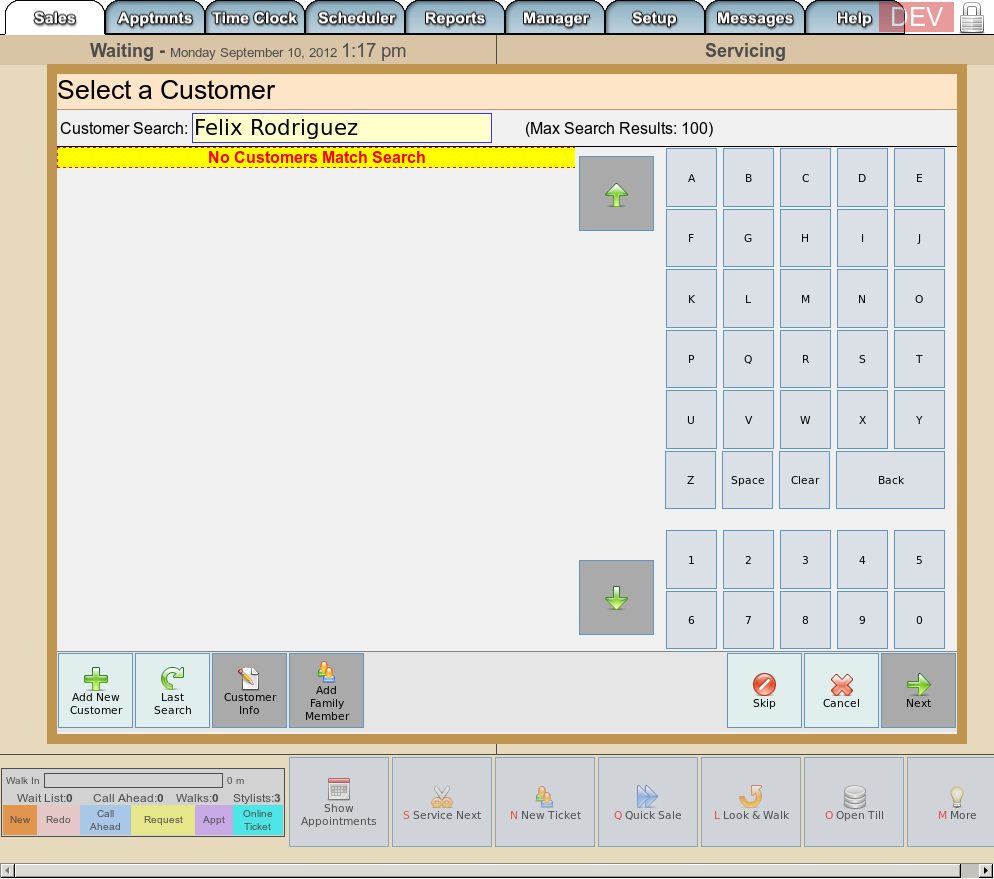 Sales Apptmnts Time Clock Scheduler Reports Manager Setup Messages Help DEV
Waiting - Monday September 10, 2012 1:17 pm Servicing
Select a Customer
Customer Search: Felix Rodriguez (Max Search Results: 100)
No Customers Match Search
A B C D E
F G H I J
K L M N O
P Q R S T
U V W X Y
Z Space Clear Back
1 2 3 4 5
6 7 8 9 0
Add New
Customer
Last
Search
Customer
Info
Add
Family
Member
Skip
Cancel
Next
Walk In 0 m
Wait List:0 Call Ahead:0 Walks:0 Stylists:3
New
Redo
Call
Ahead
Request
Appt
Online
Ticket
Show
Appointments
S Service Next
N New Ticket
Q Quick Sale
L Look & Walk
O Open Till
M More